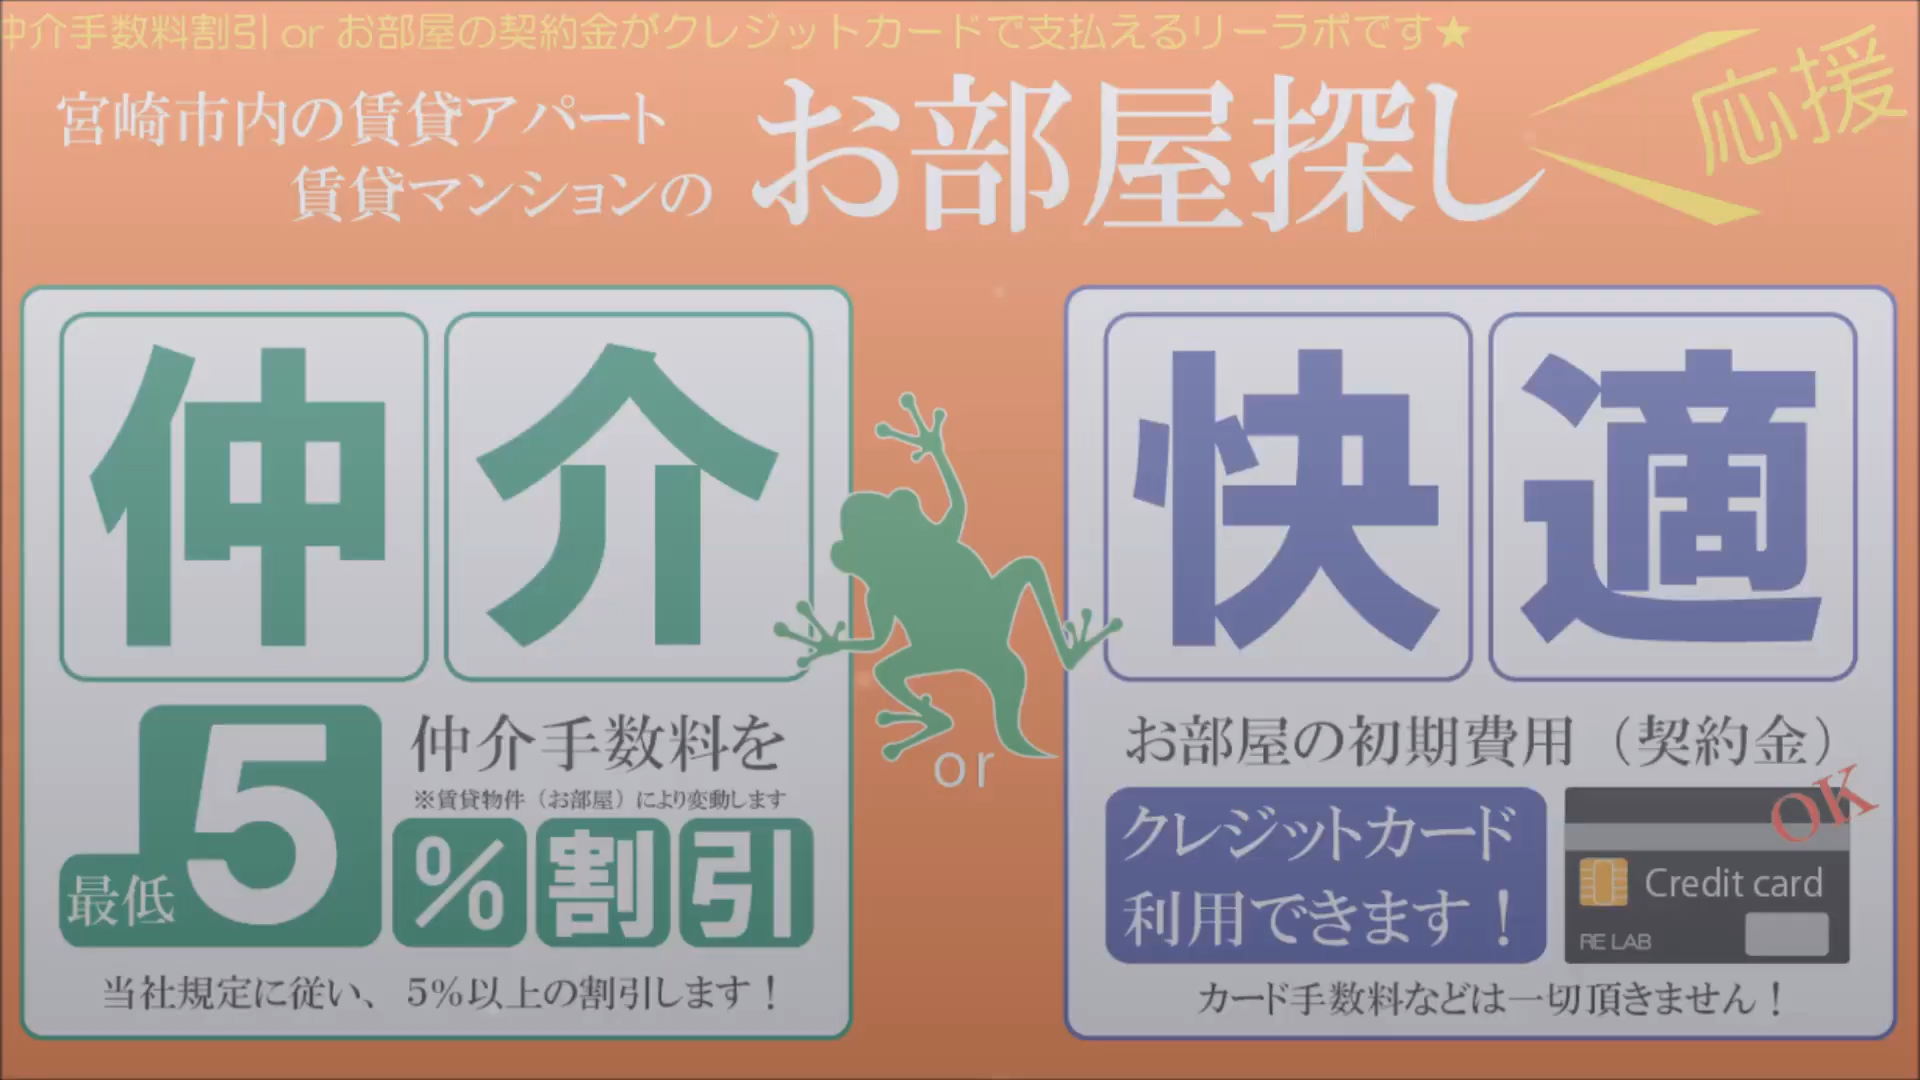 仲介手数料割引 or お部屋の契約金がクレジットカードで支払えるリーラボです★
宮崎市内の賃貸アパート
賃貸マンションの
お部屋探し
応援
仲介
仲介手数料を
※賃貸物件（お部屋）により変動します
最低5%割引
当社規定に従い、5%以上の割引します！
or
快適
お部屋の初期費用（契約金）
クレジットカード
利用できます！
OK
Credit card
RE LAB
カード手数料などは一切頂きません！